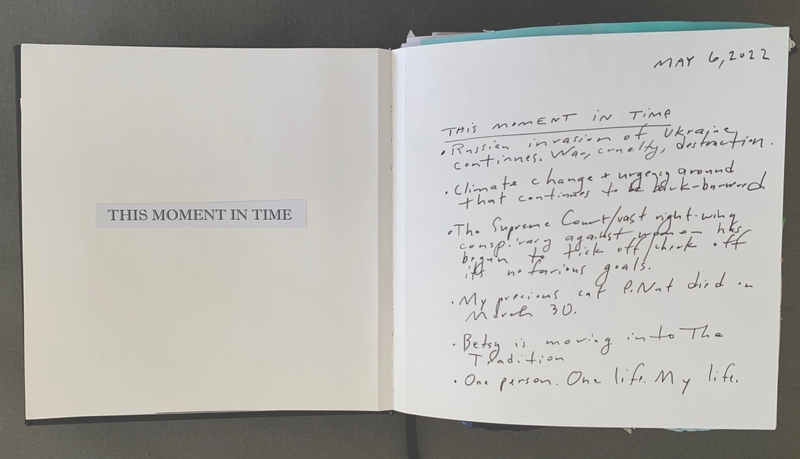 THIS MOMENT IN TIME
MAY 6, 2022
THIS MOMENT IN TIME
• Russian invasion of Ukraine
continues. War, cruelty, destruction.
• Climate change + urgency around
that continues to be back-burnered
• The Supreme Court/vast right-wing
conspiracy against women has
begun to tick off/check off
its nefarious goals.
• My precious cat P.Nut died on
March 30.
• Betsy is moving into The
Tradition
• One person. One life. My life.